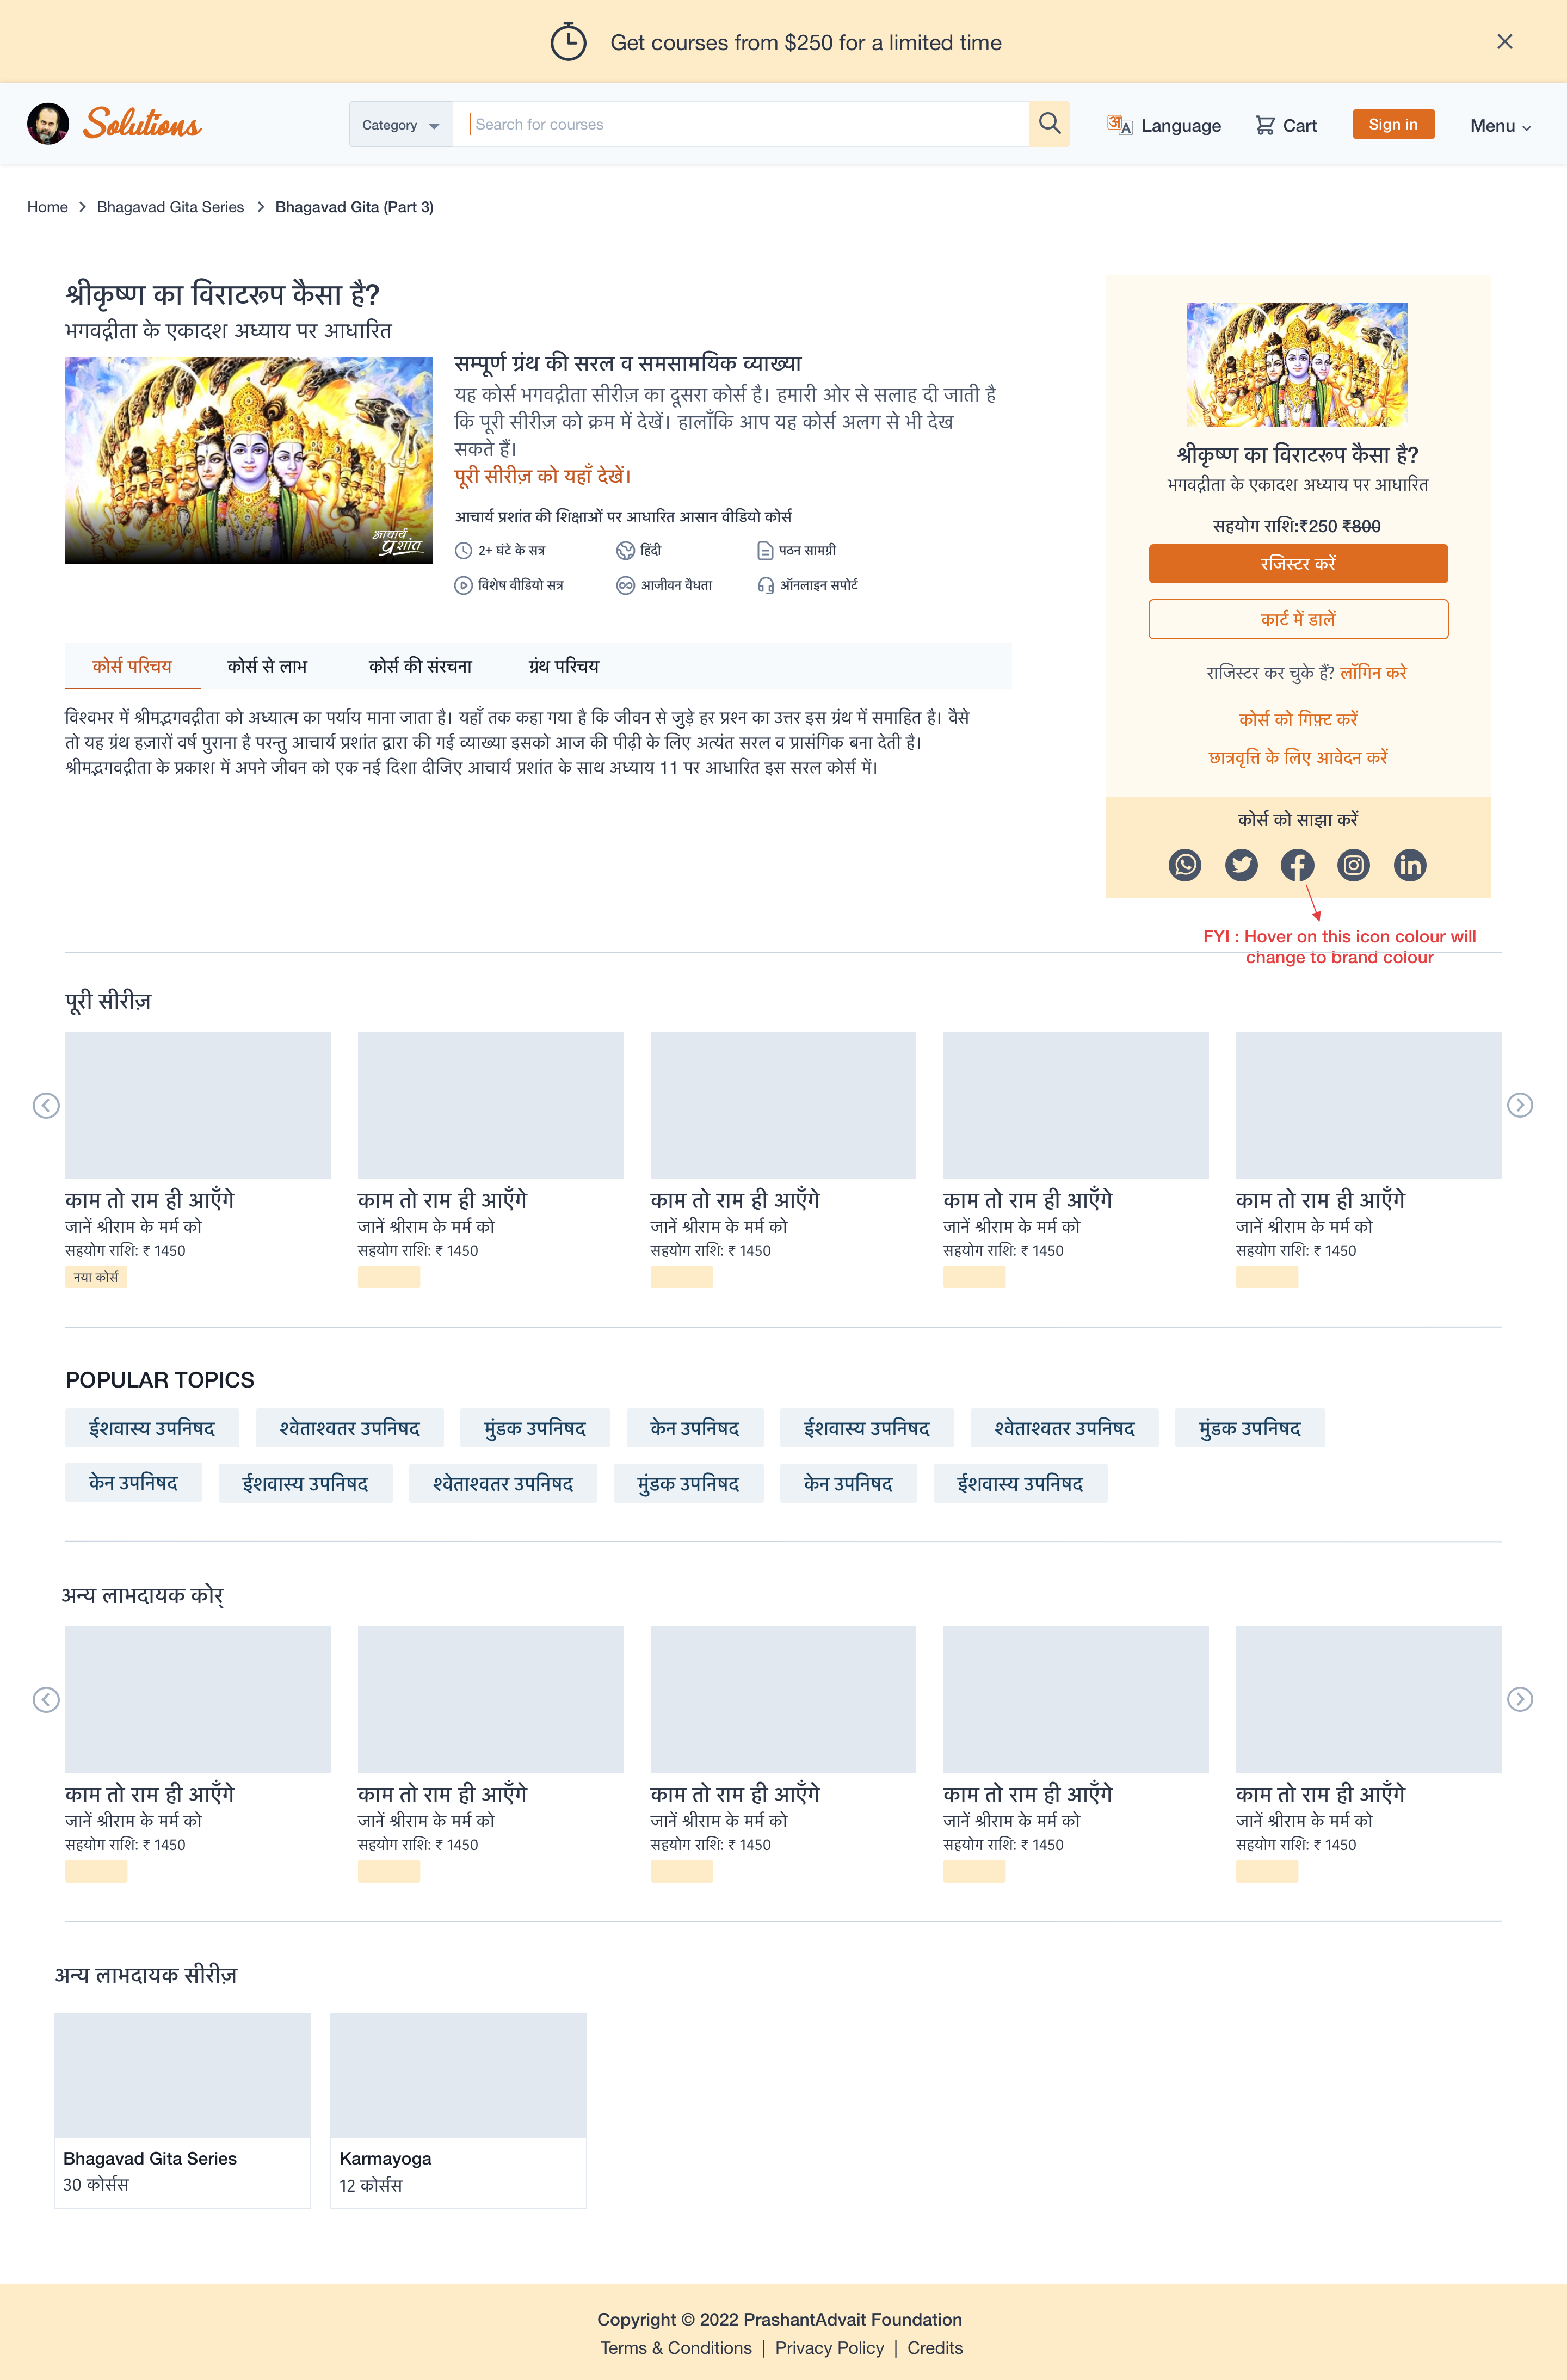 Get courses from $250 for a limited time
Solutions
Category
Search for courses
Language
Cart
Sign in
Menu
Home > Bhagavad Gita Series > Bhagavad Gita (Part 3)
श्रीकृष्ण का विराटरूप कैसा है?
भगवद्गीता के एकादश अध्याय पर आधारित
आचार्य
प्रशांत
सम्पूर्ण ग्रंथ की सरल व समसामयिक व्याख्या
यह कोर्स भगवद्गीता सीरीज़ का दूसरा कोर्स है। हमारी ओर से सलाह दी जाती है
कि पूरी सीरीज़ को क्रम में देखें। हालाँकि आप यह कोर्स अलग से भी देख
सकते हैं।
पूरी सीरीज़ को यहाँ देखें।
आचार्य प्रशांत की शिक्षाओं पर आधारित आसान वीडियो कोर्स
2+ घंटे के सत्र
हिंदी
पठन सामग्री
विशेष वीडियो सत्र
आजीवन वैधता
ऑनलाइन सपोर्ट
कोर्स परिचय
कोर्स से लाभ
कोर्स की संरचना
ग्रंथ परिचय
विश्वभर में श्रीमद्भगवद्गीता को अध्यात्म का पर्याय माना जाता है। यहाँ तक कहा गया है कि जीवन से जुड़े हर प्रश्न का उत्तर इस ग्रंथ में समाहित है। वैसे
तो यह ग्रंथ हज़ारों वर्ष पुराना है परन्तु आचार्य प्रशांत द्वारा की गई व्याख्या इसको आज की पीढ़ी के लिए अत्यंत सरल व प्रासंगिक बना देती है।
श्रीमद्भगवद्गीता के प्रकाश में अपने जीवन को एक नई दिशा दीजिए आचार्य प्रशांत के साथ अध्याय 11 पर आधारित इस सरल कोर्स में।
श्रीकृष्ण का विराटरूप कैसा है?
भगवद्गीता के एकादश अध्याय पर आधारित
सहयोग राशि:₹250 ₹800
रजिस्टर करें
कार्ट में डालें
राजिस्टर कर चुके हैं? लॉगिन करे
कोर्स को गिफ़्ट करें
छात्रवृत्ति के लिए आवेदन करें
कोर्स को साझा करें
FYI : Hover on this icon colour will
change to brand colour
पूरी सीरीज़
काम तो राम ही आएँगे
जानें श्रीराम के मर्म को
सहयोग राशि: ₹ 1450
नया कोर्स
काम तो राम ही आएँगे
जानें श्रीराम के मर्म को
सहयोग राशि: ₹ 1450
काम तो राम ही आएँगे
जानें श्रीराम के मर्म को
सहयोग राशि: ₹ 1450
काम तो राम ही आएँगे
जानें श्रीराम के मर्म को
सहयोग राशि: ₹ 1450
काम तो राम ही आएँगे
जानें श्रीराम के मर्म को
सहयोग राशि: ₹ 1450
POPULAR TOPICS
ईशवास्य उपनिषद
श्वेताश्वतर उपनिषद
मुंडक उपनिषद
केन उपनिषद
ईशवास्य उपनिषद
श्वेताश्वतर उपनिषद
मुंडक उपनिषद
केन उपनिषद
ईशवास्य उपनिषद
श्वेताश्वतर उपनिषद
मुंडक उपनिषद
केन उपनिषद
ईशवास्य उपनिषद
अन्य लाभदायक कोर्
काम तो राम ही आएँगे
जानें श्रीराम के मर्म को
सहयोग राशि: ₹ 1450
काम तो राम ही आएँगे
जानें श्रीराम के मर्म को
सहयोग राशि: ₹ 1450
काम तो राम ही आएँगे
जानें श्रीराम के मर्म को
सहयोग राशि: ₹ 1450
काम तो राम ही आएँगे
जानें श्रीराम के मर्म को
सहयोग राशि: ₹ 1450
काम तो राम ही आएँगे
जानें श्रीराम के मर्म को
सहयोग राशि: ₹ 1450
अन्य लाभदायक सीरीज़
Bhagavad Gita Series
30 कोर्सस
Karmayoga
12 कोर्सस
Copyright © 2022 PrashantAdvait Foundation
Terms & Conditions | Privacy Policy | Credits